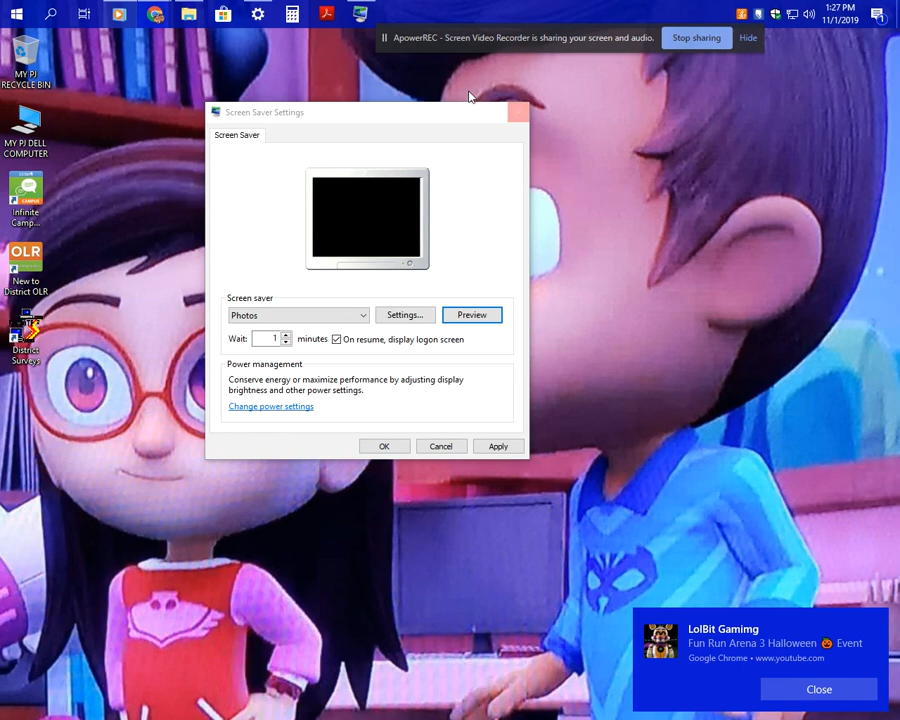 1:27 PM
11/1/2019
1
ApowerREC - Screen Video Recorder is sharing your screen and audio.
Stop sharing
Hide
MY PJ
RECYCLE BIN
MY PJ DELL
COMPUTER
CAMPUS
Infinite
Camp...
OLR
New to
District OLR
District
Surveys
Screen Saver Settings
Screen Saver
Screen saver
Photos
Settings...
Preview
Wait:
1
minutes
On resume, display logon screen
Power management
Conserve energy or maximize performance by adjusting display
brightness and other power settings.
Change power settings
OK
Cancel
Apply
LolBit Gamimg
Fun Run Arena 3 Halloween 🎃 Event
Google Chrome • www.youtube.com
Close